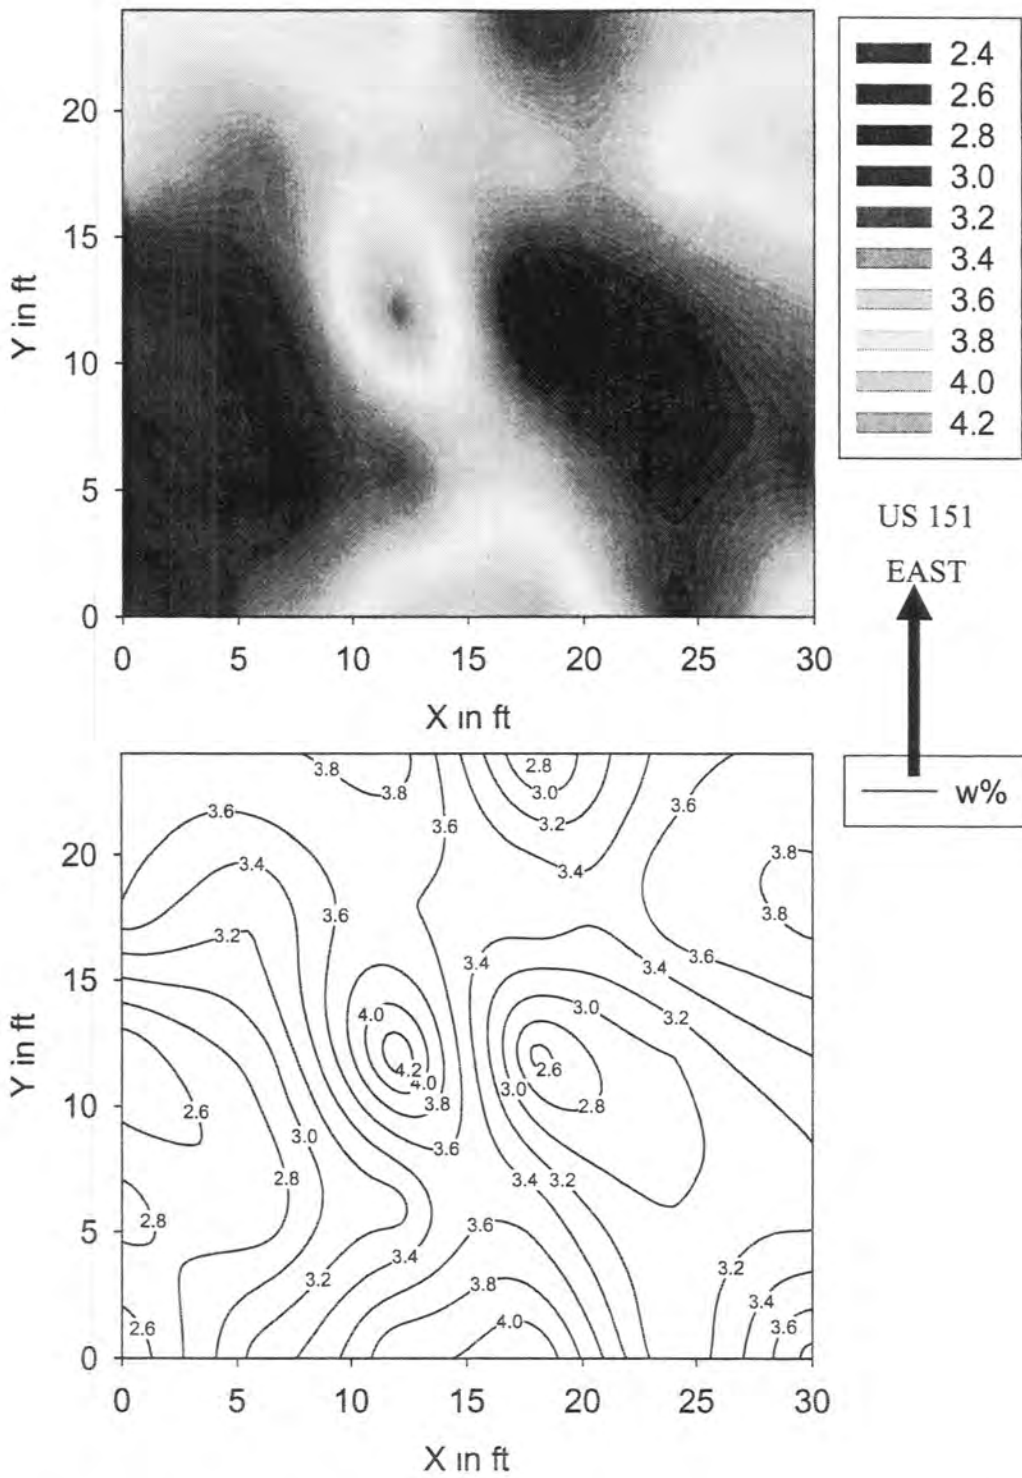 20
15
10
5
0
Y in ft
0 5 10 15 20 25 30
X in ft
2.4
2.6
2.8
3.0
3.2
3.4
3.6
3.8
4.0
4.2
US 151
EAST
w%
20
15
10
5
0
Y in ft
3.8 3.8 2.8
3.0
3.6 3.6 3.2 3.6
3.4 3.4 3.8
3.6 3.8
3.2 3.4 3.4 3.6
4.0 3.0 3.2
4.2 4.0 2.6
2.6 3.8 3.0 2.8
3.0 3.6
2.8 3.4 3.2
2.8 3.6
3.2 3.4 3.8 3.2
2.6 4.0 3.4
3.6
0 5 10 15 20 25 30
X in ft